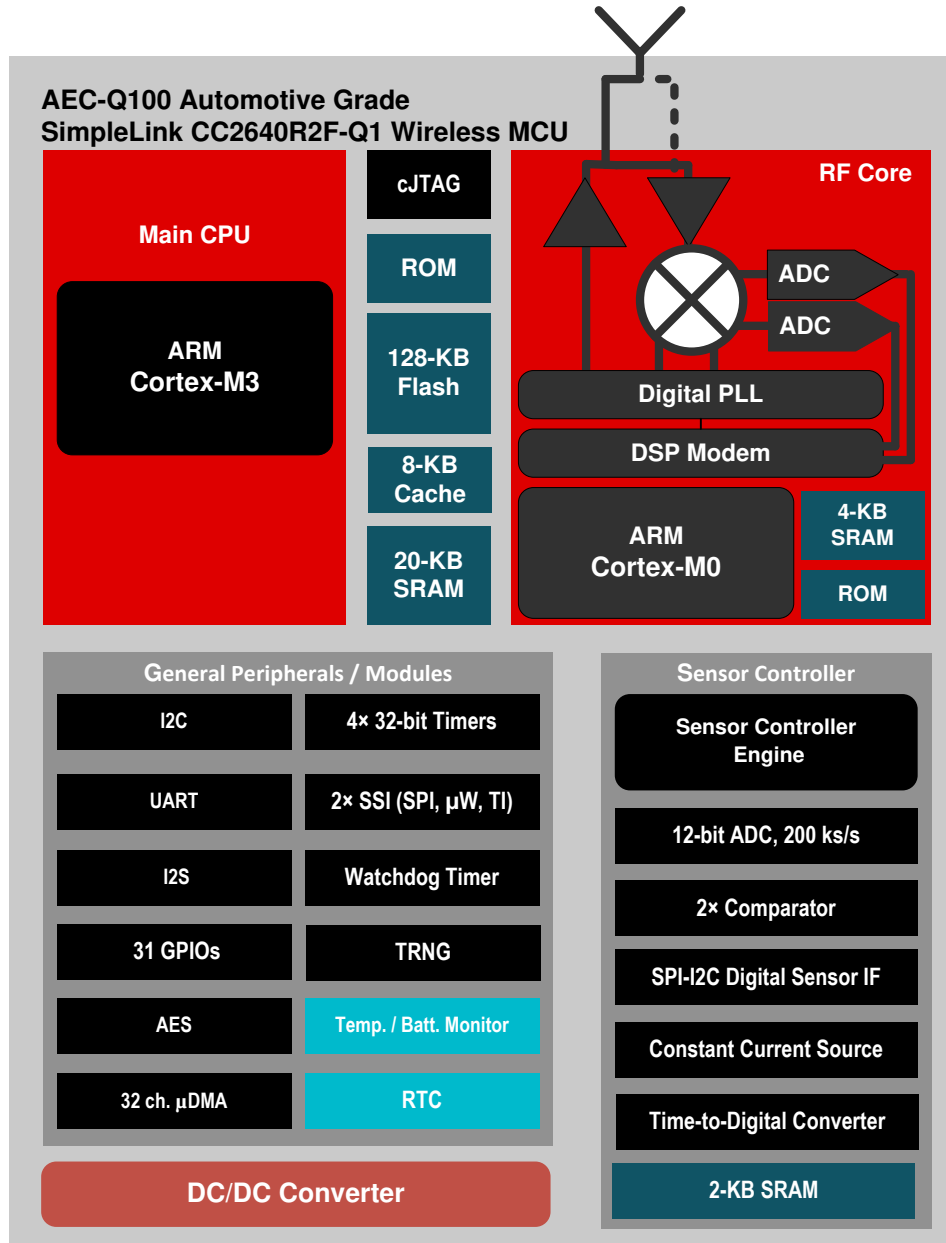 AEC-Q100 Automotive Grade
SimpleLink CC2640R2F-Q1 Wireless MCU
Main CPU
ARM
Cortex-M3
cJTAG
ROM
128-KB
Flash
8-KB
Cache
20-KB
SRAM
RF Core
ADC
ADC
Digital PLL
DSP Modem
ARM
Cortex-M0
4-KB
SRAM
ROM
General Peripherals / Modules
I2C
4× 32-bit Timers
UART
2× SSI (SPI, µW, TI)
I2S
Watchdog Timer
31 GPIOs
TRNG
AES
Temp. / Batt. Monitor
32 ch. µDMA
RTC
Sensor Controller
Sensor Controller
Engine
12-bit ADC, 200 ks/s
2× Comparator
SPI-I2C Digital Sensor IF
Constant Current Source
Time-to-Digital Converter
2-KB SRAM
DC/DC Converter